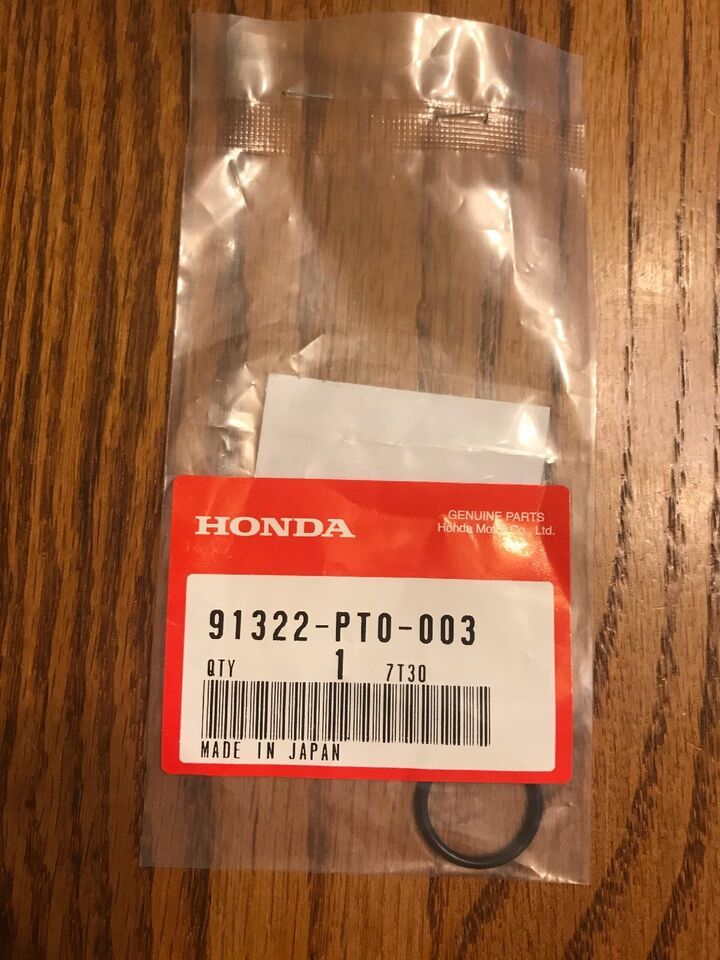 HONDA
GENUINE PARTS
Honda Motor Co., Ltd.
91322-PT0-003
QTY 1 7T30
MADE IN JAPAN